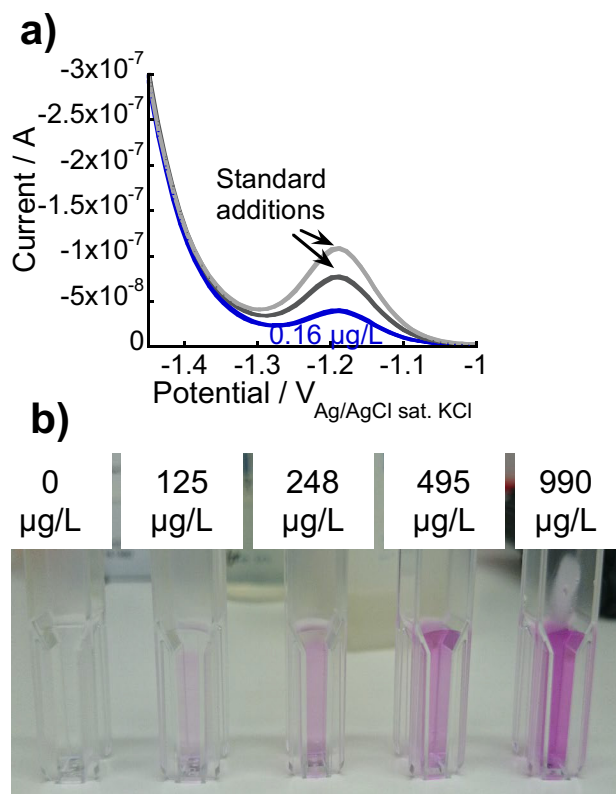 a)
Current / A
-3x10⁻⁷
-2.5x10⁻⁷
-2x10⁻⁷
-1.5x10⁻⁷
-1x10⁻⁷
-5x10⁻⁸
0
Standard
additions
0.16 µg/L
-1.4 -1.3 -1.2 -1.1 -1
Potential / V Ag/AgCl sat. KCl
b)
0 125 248 495 990
µg/L µg/L µg/L µg/L µg/L